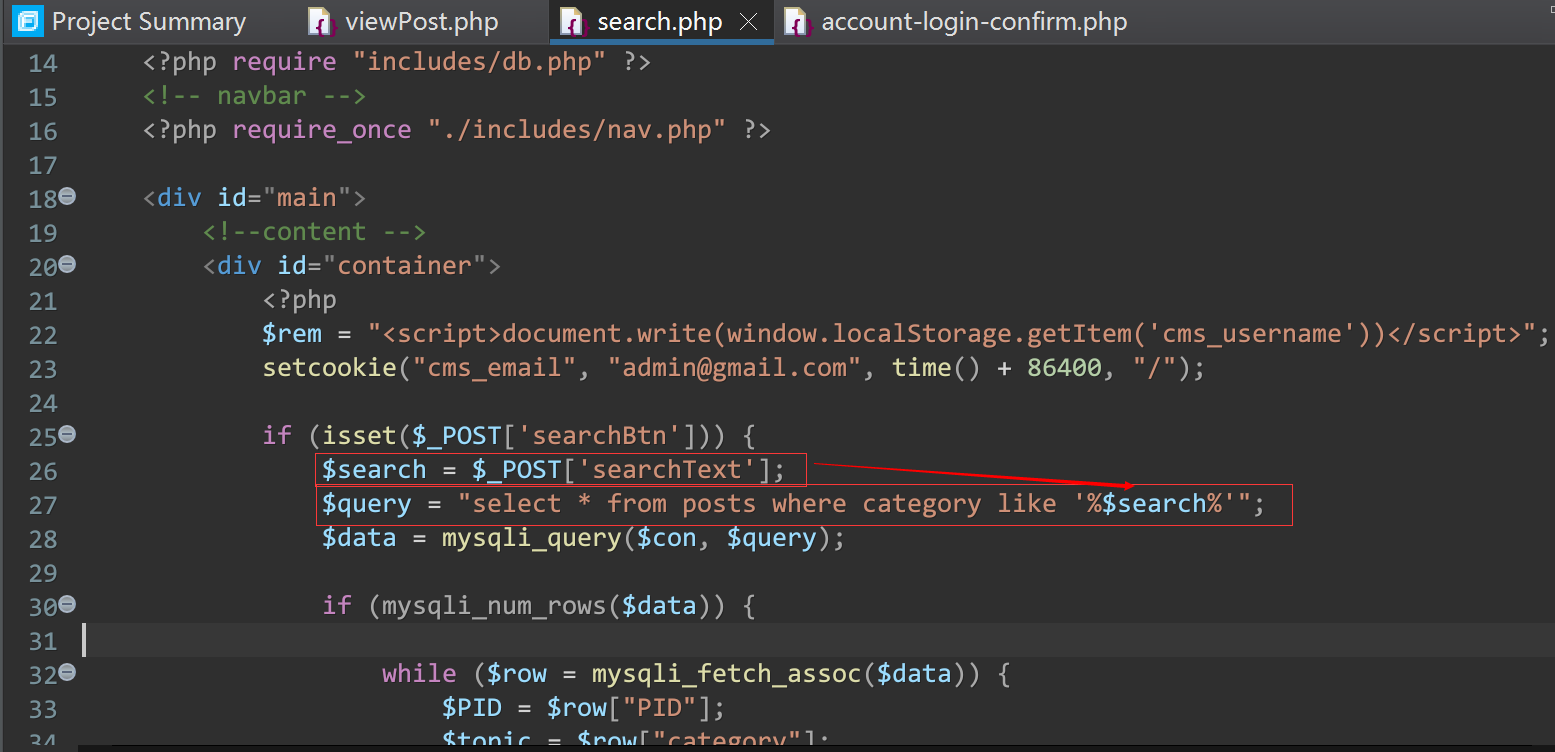 Project Summary viewPost.php search.php account-login-confirm.php
14 <?php require "includes/db.php" ?>
15 <!-- navbar -->
16 <?php require_once "./includes/nav.php" ?>
17
18 <div id="main">
19 <!--content -->
20 <div id="container">
21 <?php
22 $rem = "<script>document.write(window.localStorage.getItem('cms_username'))</script>";
23 setcookie("cms_email", "admin@gmail.com", time() + 86400, "/");
24
25 if (isset($_POST['searchBtn'])) {
26 $search = $_POST['searchText'];
27 $query = "select * from posts where category like '%$search%'";
28 $data = mysqli_query($con, $query);
29
30 if (mysqli_num_rows($data)) {
31
32 while ($row = mysqli_fetch_assoc($data)) {
33 $PID = $row["PID"];
34 $topic = $row["category"];